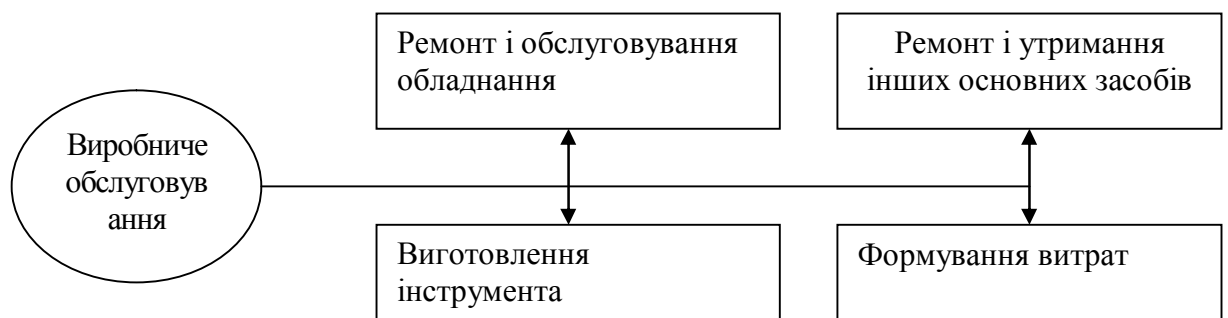 Ремонт і обслуговування
обладнання
Ремонт і утримання
інших основних засобів
Виробниче
обслуговув
ання
Виготовлення
інструмента
Формування витрат